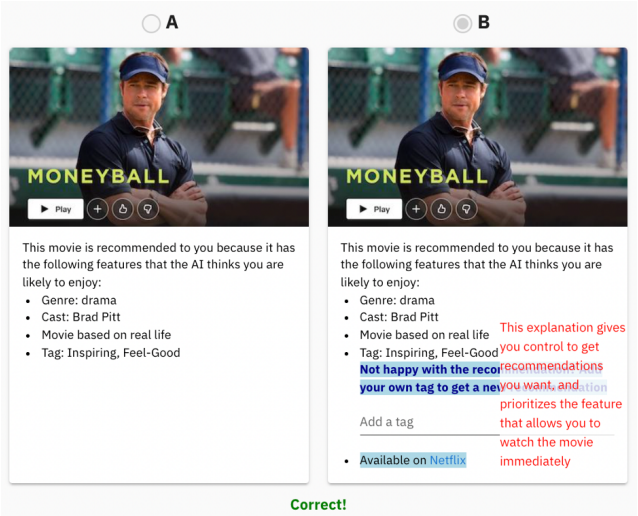 A
B
MONEYBALL
Play
This movie is recommended to you because it has
the following features that the AI thinks you are
likely to enjoy:
• Genre: drama
• Cast: Brad Pitt
• Movie based on real life
• Tag: Inspiring, Feel-Good
MONEYBALL
Play
This movie is recommended to you because it has
the following features that the AI thinks you are
likely to enjoy:
• Genre: drama
• Cast: Brad Pitt
• Movie based on real life
• Tag: Inspiring, Feel-Good
Not happy with the recommendation? Add
your own tag to get a new recommendation
Add a tag
• Available on Netflix
This explanation gives
you control to get
recommendations
you want, and
prioritizes the feature
that allows you to
watch the movie
immediately
Correct!